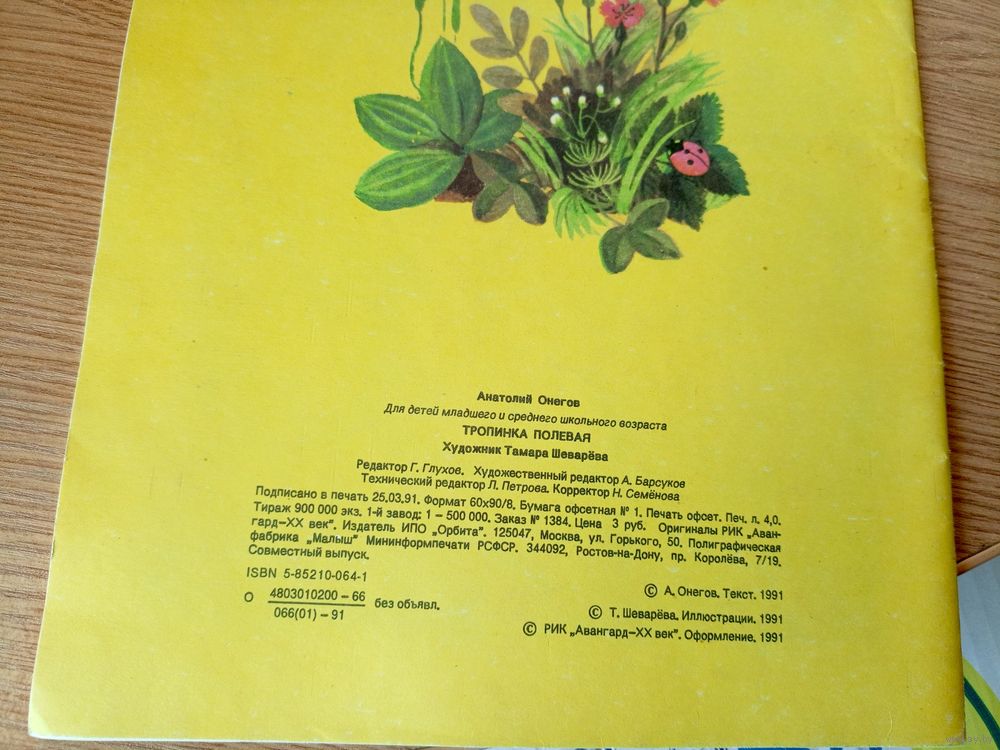 Анатолий Онегов
Для детей младшего и среднего школьного возраста
ТРОПИНКА ПОЛЕВАЯ
Художник Тамара Шеварёва
Редактор Г. Глухов. Художественный редактор А. Барсуков
Технический редактор Л. Петрова. Корректор Н. Семёнова
Подписано в печать 25.03.91. Формат 60х90/8. Бумага офсетная № 1. Печать офсет. Печ. л. 4,0.
Тираж 900 000 экз. 1-й завод: 1 – 500 000. Заказ № 1384. Цена 3 руб. Оригиналы РИК „Аван-
гард–ХХ век". Издатель ИПО „Орбита". 125047, Москва, ул. Горького, 50. Полиграфическая
фабрика „Малыш" Мининформпечати РСФСР. 344092, Ростов-на-Дону, пр. Королёва, 7/19.
Совместный выпуск.
ISBN 5-85210-064-1
О 4803010200 – 66 без объявл.
066(01) – 91
© А. Онегов. Текст. 1991
© Т. Шеварёва. Иллюстрации. 1991
© РИК „Авангард–ХХ век". Оформление. 1991